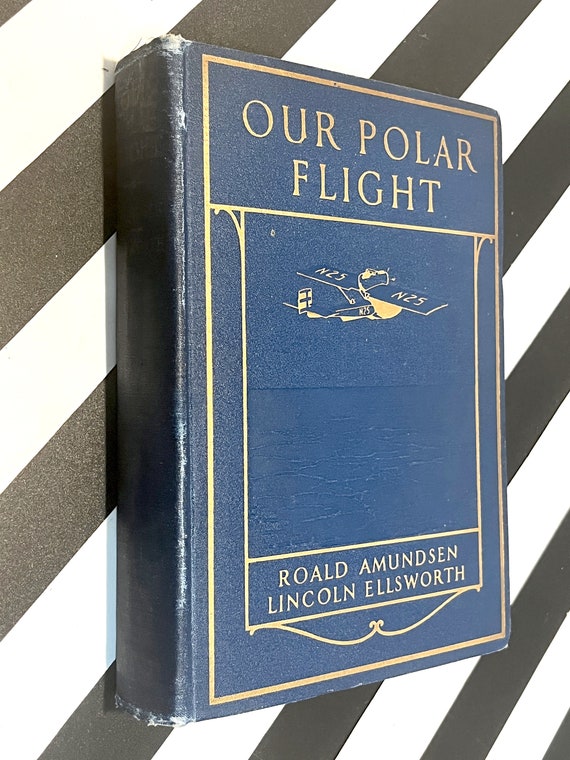 OUR POLAR
FLIGHT
N25
N25
N25
ROALD AMUNDSEN
LINCOLN ELLSWORTH